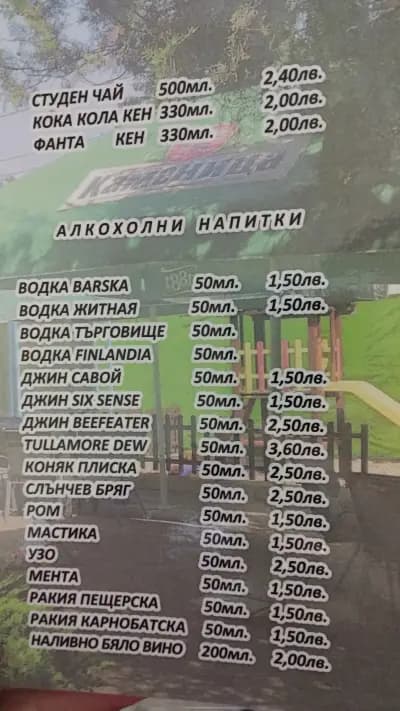 СТУДЕН ЧАЙ 500мл. 2,40лв.
КОКА КОЛА КЕН 330мл. 2,00лв.
ФАНТА КЕН 330мл. 2,00лв.
Каменица
АЛКОХОЛНИ НАПИТКИ
1881
ВОДКА BARSKA 50мл. 1,50лв.
ВОДКА ЖИТНАЯ 50мл. 1,50лв.
ВОДКА ТЪРГОВИЩЕ 50мл.
ВОДКА FINLANDIA 50мл.
ДЖИН САВОЙ 50мл. 1,50лв.
ДЖИН SIX SENSE 50мл. 1,50лв.
ДЖИН BEEFEATER 50мл. 2,50лв.
TULLAMORE DEW 50мл. 3,60лв.
КОНЯК ПЛИСКА 50мл. 2,50лв.
СЛЪНЧЕВ БРЯГ 50мл. 2,50лв.
РОМ 50мл. 1,50лв.
МАСТИКА 50мл. 1,50лв.
УЗО 50мл. 2,50лв.
МЕНТА 50мл. 1,50лв.
РАКИЯ ПЕЩЕРСКА 50мл. 1,50лв.
РАКИЯ КАРНОБАТСКА 50мл. 1,50лв.
НАЛИВНО БЯЛО ВИНО 200мл. 2,00лв.